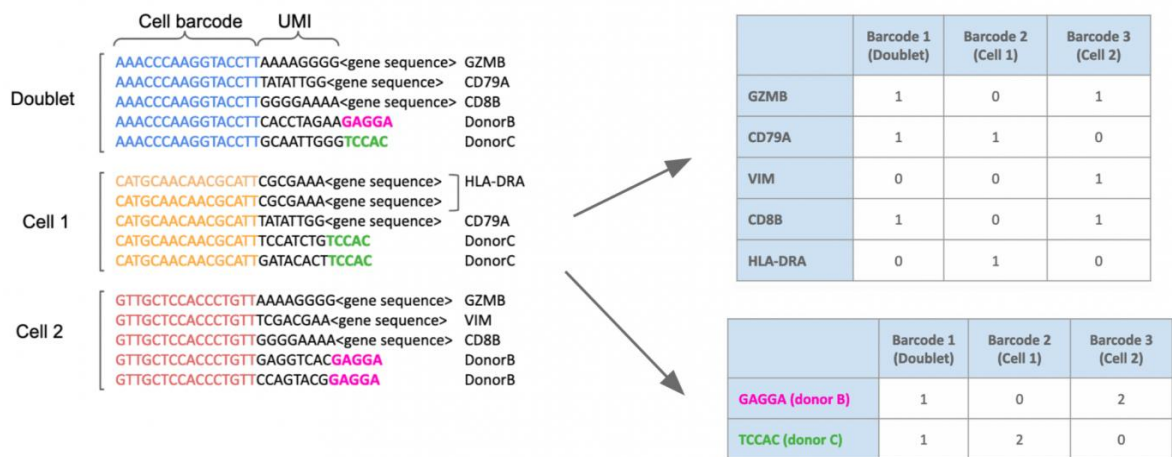 Cell barcode UMI
Doublet
AAACCCAAGGTACCTTAAAAGGGG<gene sequence> GZMB
AAACCCAAGGTACCTTTATATTGG<gene sequence> CD79A
AAACCCAAGGTACCTTGGGGAAAA<gene sequence> CD8B
AAACCCAAGGTACCTTCACCTAGAAGAGGA DonorB
AAACCCAAGGTACCTTGCAATTGGGTCCAC DonorC
Cell 1
CATGCAACAACGCATTCGCGAAA<gene sequence> HLA-DRA
CATGCAACAACGCATTCGCGAAA<gene sequence>
CATGCAACAACGCATTTATATTGG<gene sequence> CD79A
CATGCAACAACGCATTTCCATCTGTCCAC DonorC
CATGCAACAACGCATTGATACACTTCCAC DonorC
Cell 2
GTTGCTCCACCCTGTTAAAAGGGG<gene sequence> GZMB
GTTGCTCCACCCTGTTTCGACGAA<gene sequence> VIM
GTTGCTCCACCCTGTTGGGGAAAA<gene sequence> CD8B
GTTGCTCCACCCTGTTGAGGTCACGAGGA DonorB
GTTGCTCCACCCTGTTCCAGTACGGAGGA DonorB
Barcode 1 (Doublet) Barcode 2 (Cell 1) Barcode 3 (Cell 2)
GZMB 1 0 1
CD79A 1 1 0
VIM 0 0 1
CD8B 1 0 1
HLA-DRA 0 1 0
Barcode 1 (Doublet) Barcode 2 (Cell 1) Barcode 3 (Cell 2)
GAGGA (donor B) 1 0 2
TCCAC (donor C) 1 2 0